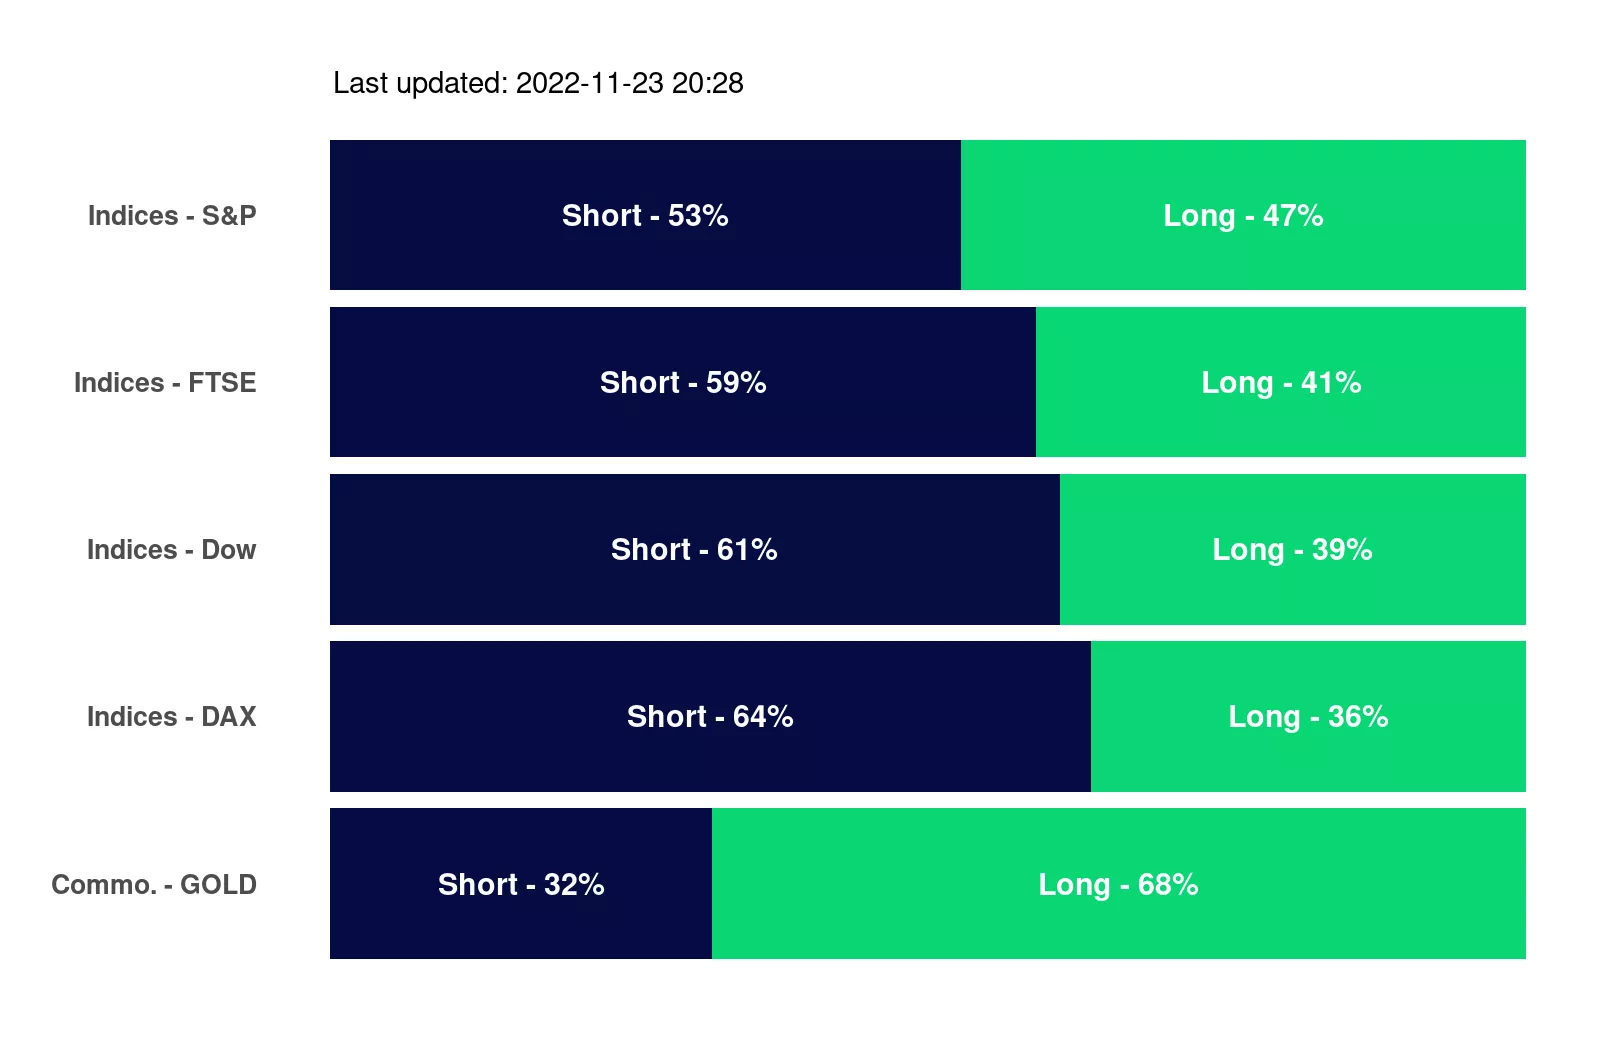 Last updated: 2022-11-23 20:28
Indices - S&P Short - 53% Long - 47%
Indices - FTSE Short - 59% Long - 41%
Indices - Dow Short - 61% Long - 39%
Indices - DAX Short - 64% Long - 36%
Commo. - GOLD Short - 32% Long - 68%